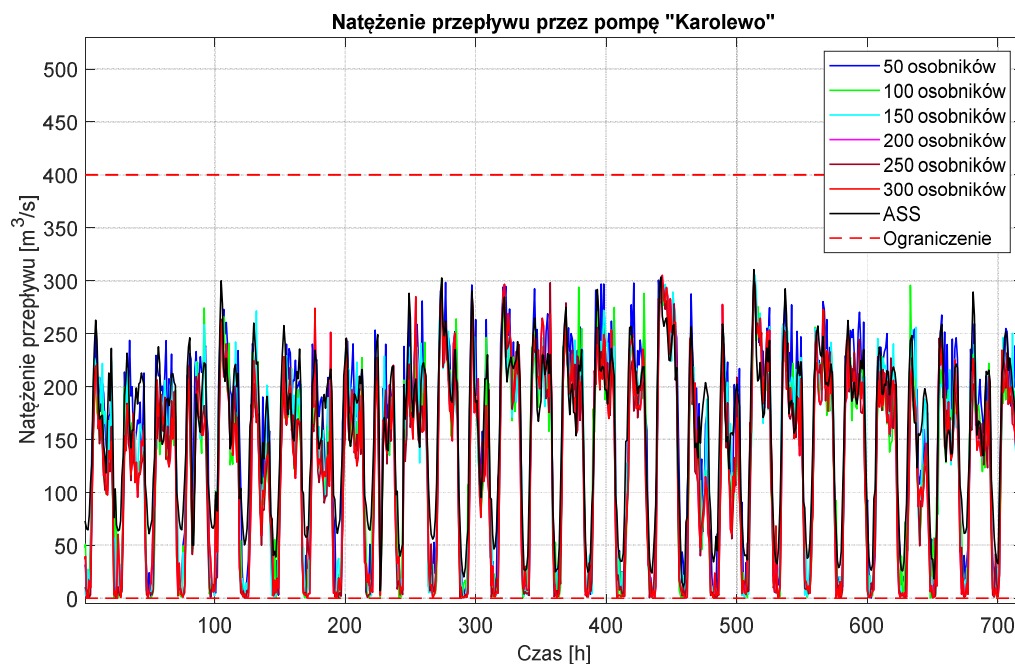 Natężenie przepływu przez pompę "Karolewo"
Natężenie przepływu [m³/s]
500
450
400
350
300
250
200
150
100
50
0
100
200
300
400
500
600
700
Czas [h]
50 osobników
100 osobników
150 osobników
200 osobników
250 osobników
300 osobników
ASS
Ograniczenie